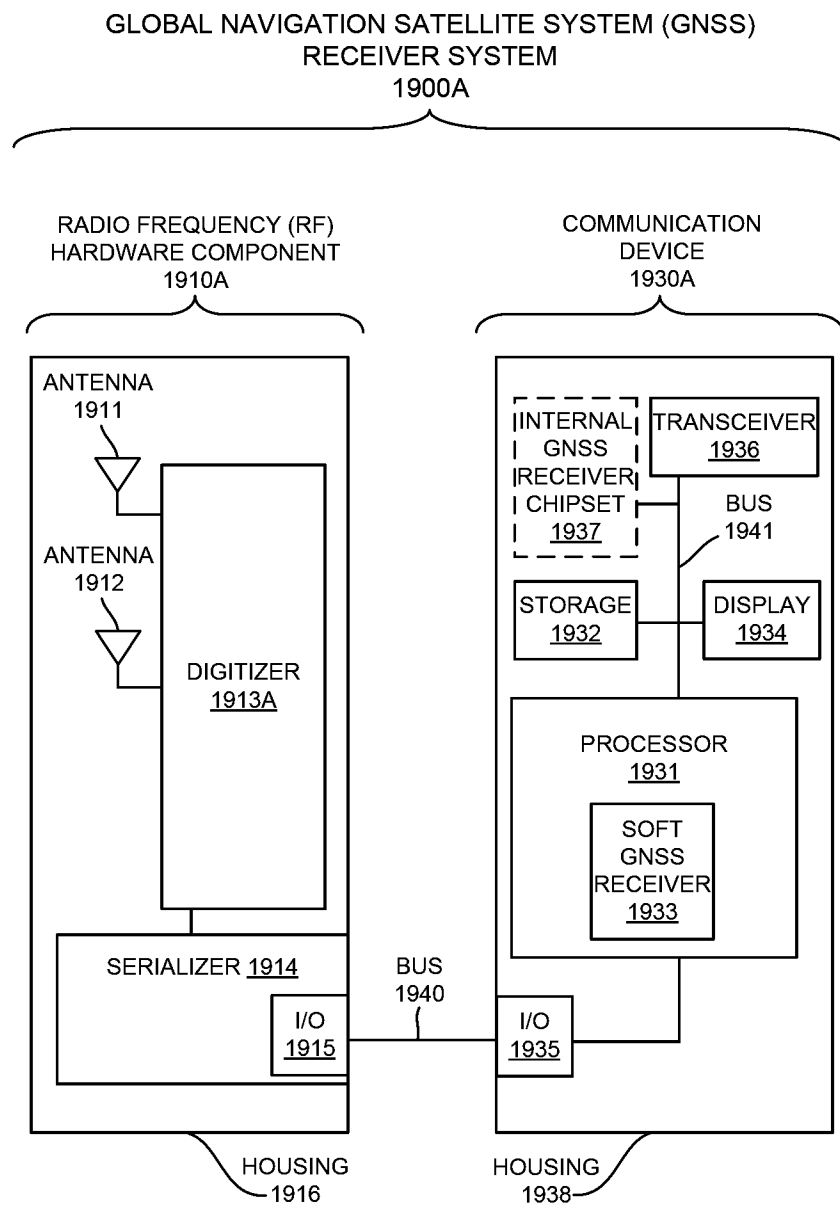 GLOBAL NAVIGATION SATELLITE SYSTEM (GNSS)
RECEIVER SYSTEM
1900A
RADIO FREQUENCY (RF)
HARDWARE COMPONENT
1910A
COMMUNICATION
DEVICE
1930A
ANTENNA
1911
ANTENNA
1912
DIGITIZER
1913A
SERIALIZER 1914
I/O
1915
BUS
1940
INTERNAL
GNSS
RECEIVER
CHIPSET
1937
TRANSCEIVER
1936
BUS
1941
STORAGE
1932
DISPLAY
1934
PROCESSOR
1931
SOFT
GNSS
RECEIVER
1933
I/O
1935
HOUSING
1916
HOUSING
1938